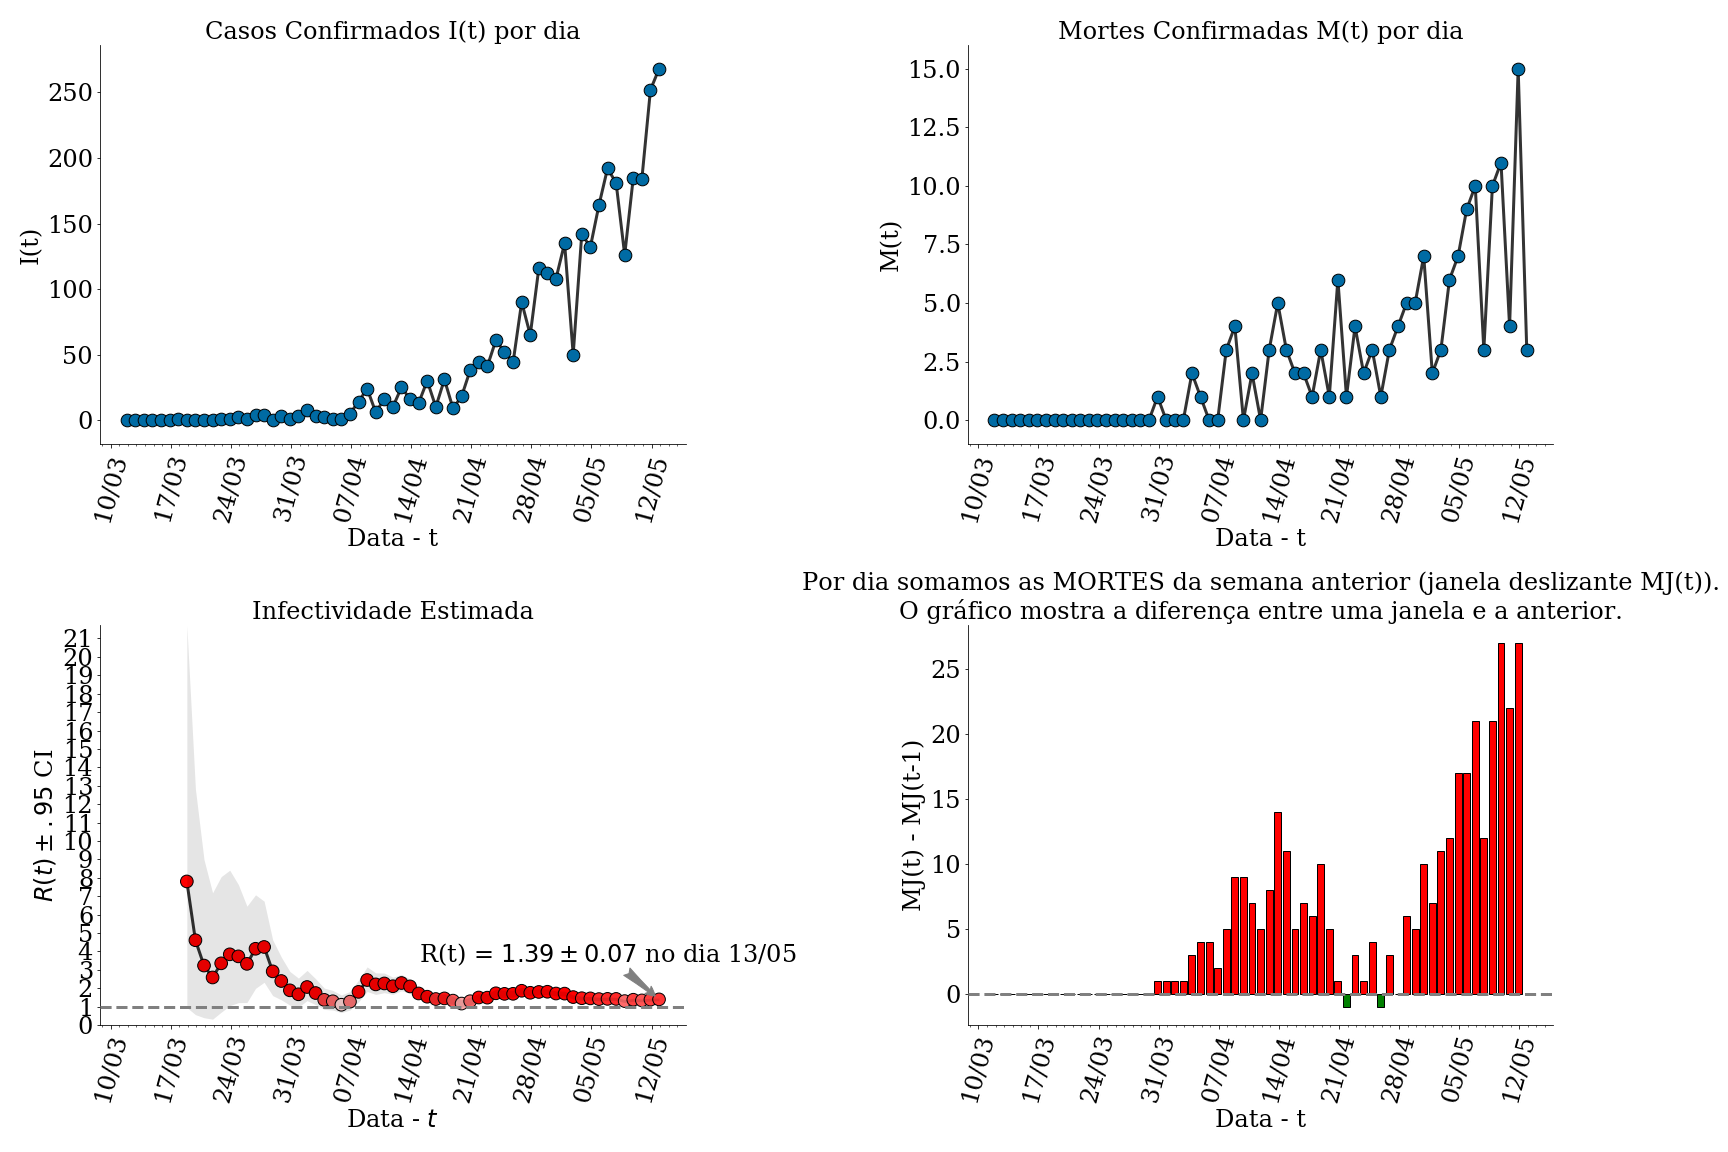 Casos Confirmados I(t) por dia
I(t)
250
200
150
100
50
0
10/03 17/03 24/03 31/03 07/04 14/04 21/04 28/04 05/05 12/05
Data - t
Mortes Confirmadas M(t) por dia
M(t)
15.0
12.5
10.0
7.5
5.0
2.5
0.0
10/03 17/03 24/03 31/03 07/04 14/04 21/04 28/04 05/05 12/05
Data - t
Infectividade Estimada
R(t) ± .95 CI
21
20
19
18
17
16
15
14
13
12
11
10
9
8
7
6
5
4
3
2
1
0
R(t) = 1.39 ± 0.07 no dia 13/05
10/03 17/03 24/03 31/03 07/04 14/04 21/04 28/04 05/05 12/05
Data - t
Por dia somamos as MORTES da semana anterior (janela deslizante MJ(t)).
O gráfico mostra a diferença entre uma janela e a anterior.
MJ(t) - MJ(t-1)
25
20
15
10
5
0
10/03 17/03 24/03 31/03 07/04 14/04 21/04 28/04 05/05 12/05
Data - t